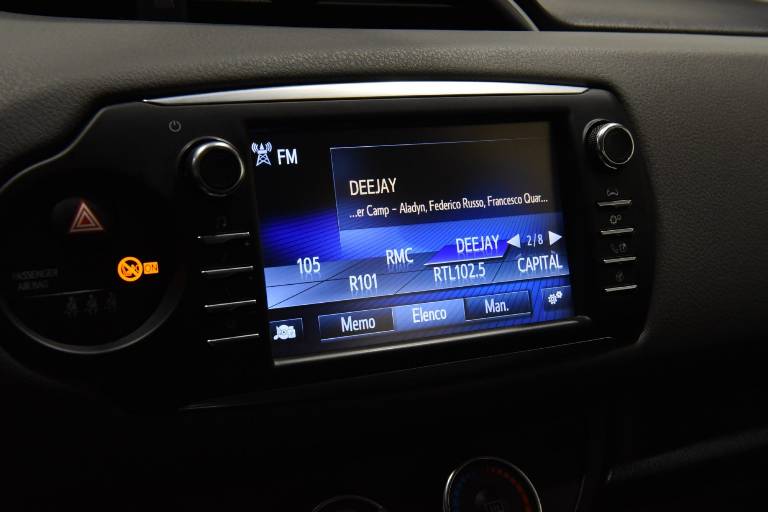 FM
DEEJAY
...er Camp – Aladyn, Federico Russo, Francesco Quar...
105 RMC DEEJAY 2/8
R101 RTL102.5 CAPITAL
Memo Elenco Man.
PASSENGER
AIRBAG
ON